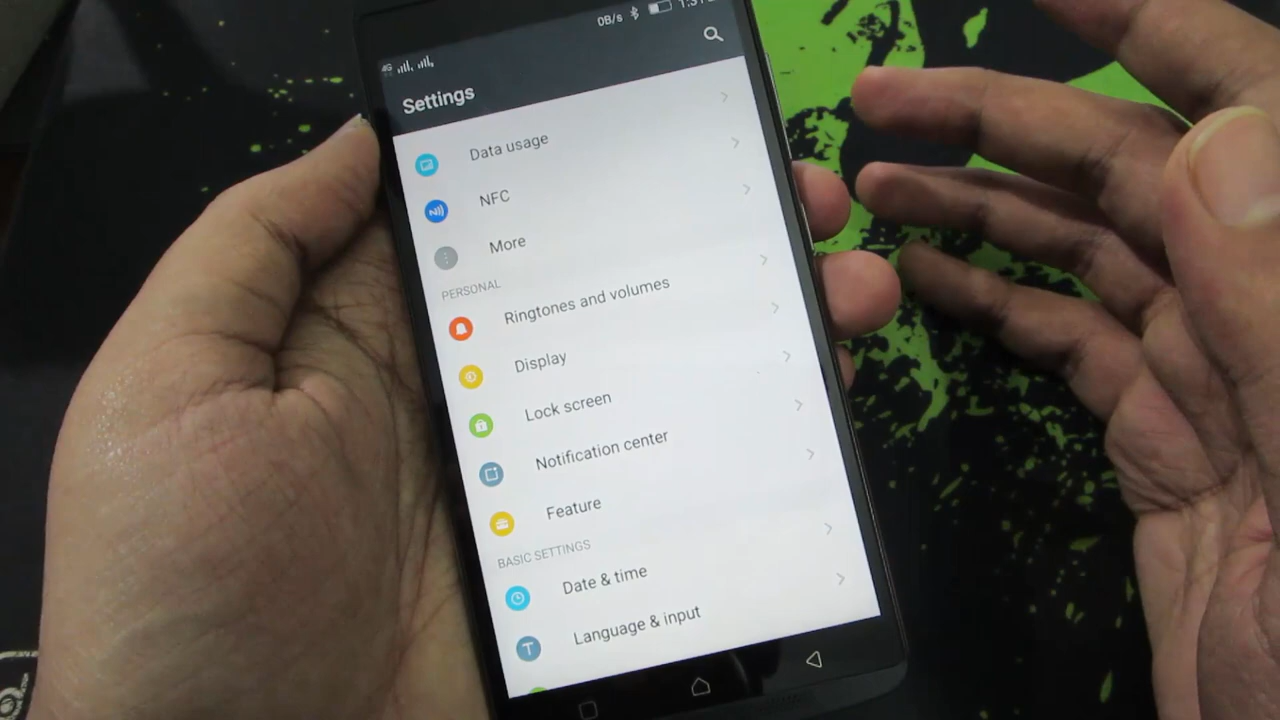 0B/s
4G
Settings
Data usage
NFC
More
PERSONAL
Ringtones and volumes
Display
Lock screen
Notification center
Feature
BASIC SETTINGS
Date & time
Language & input